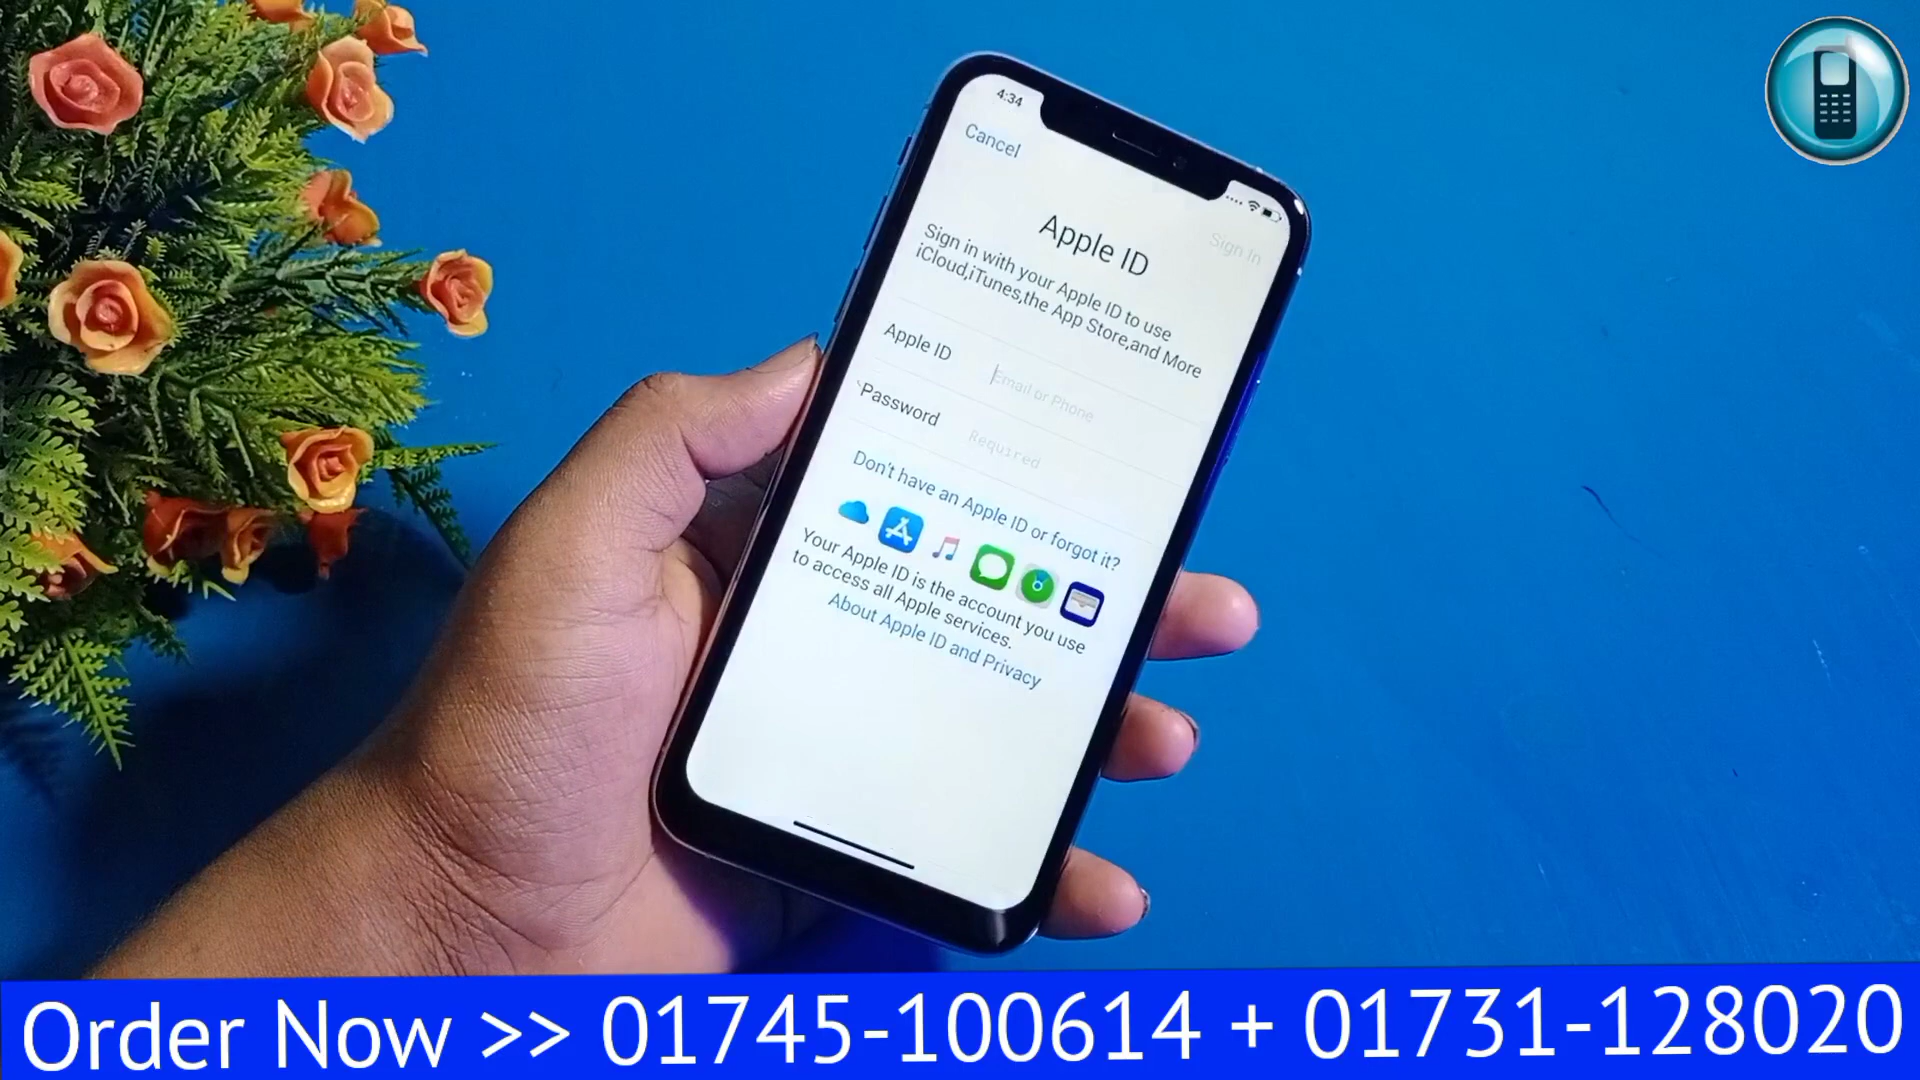 4:34
Cancel
Sign In
Apple ID
Sign in with your Apple ID to use
iCloud,iTunes,the App Store,and More
Apple ID Email or Phone
Password Required
Don't have an Apple ID or forgot it?
Your Apple ID is the account you use
to access all Apple services.
About Apple ID and Privacy
Order Now >> 01745-100614 + 01731-128020